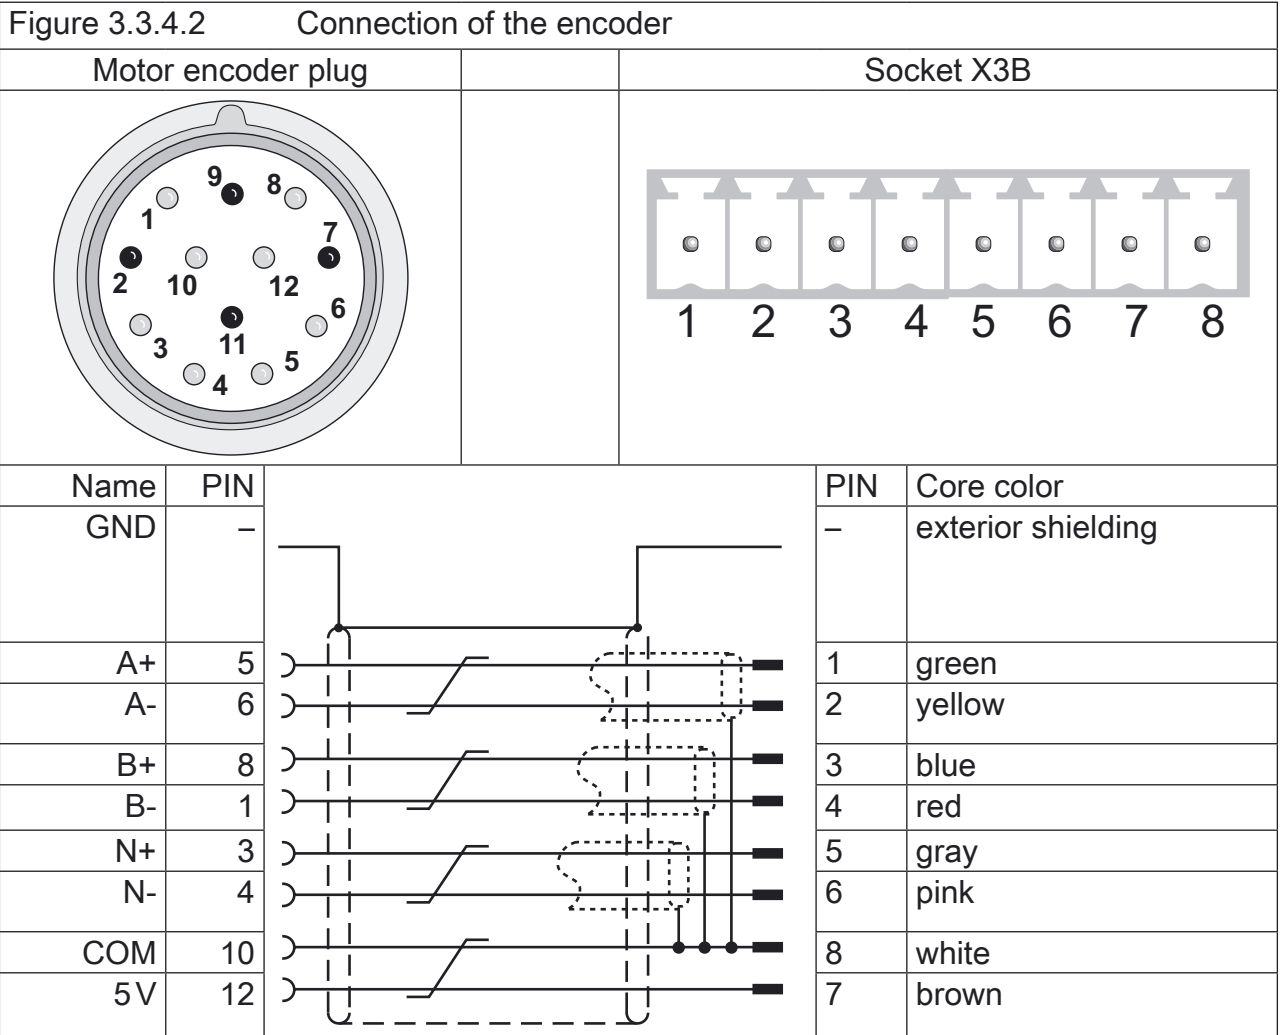 Figure 3.3.4.2 Connection of the encoder
Motor encoder plug Socket X3B
9 8
1 7
2 10 12
6
3 11 5
4
1 2 3 4 5 6 7 8
Name PIN PIN Core color
GND – – exterior shielding
A+ 5 1 green
A- 6 2 yellow
B+ 8 3 blue
B- 1 4 red
N+ 3 5 gray
N- 4 6 pink
COM 10 8 white
5 V 12 7 brown